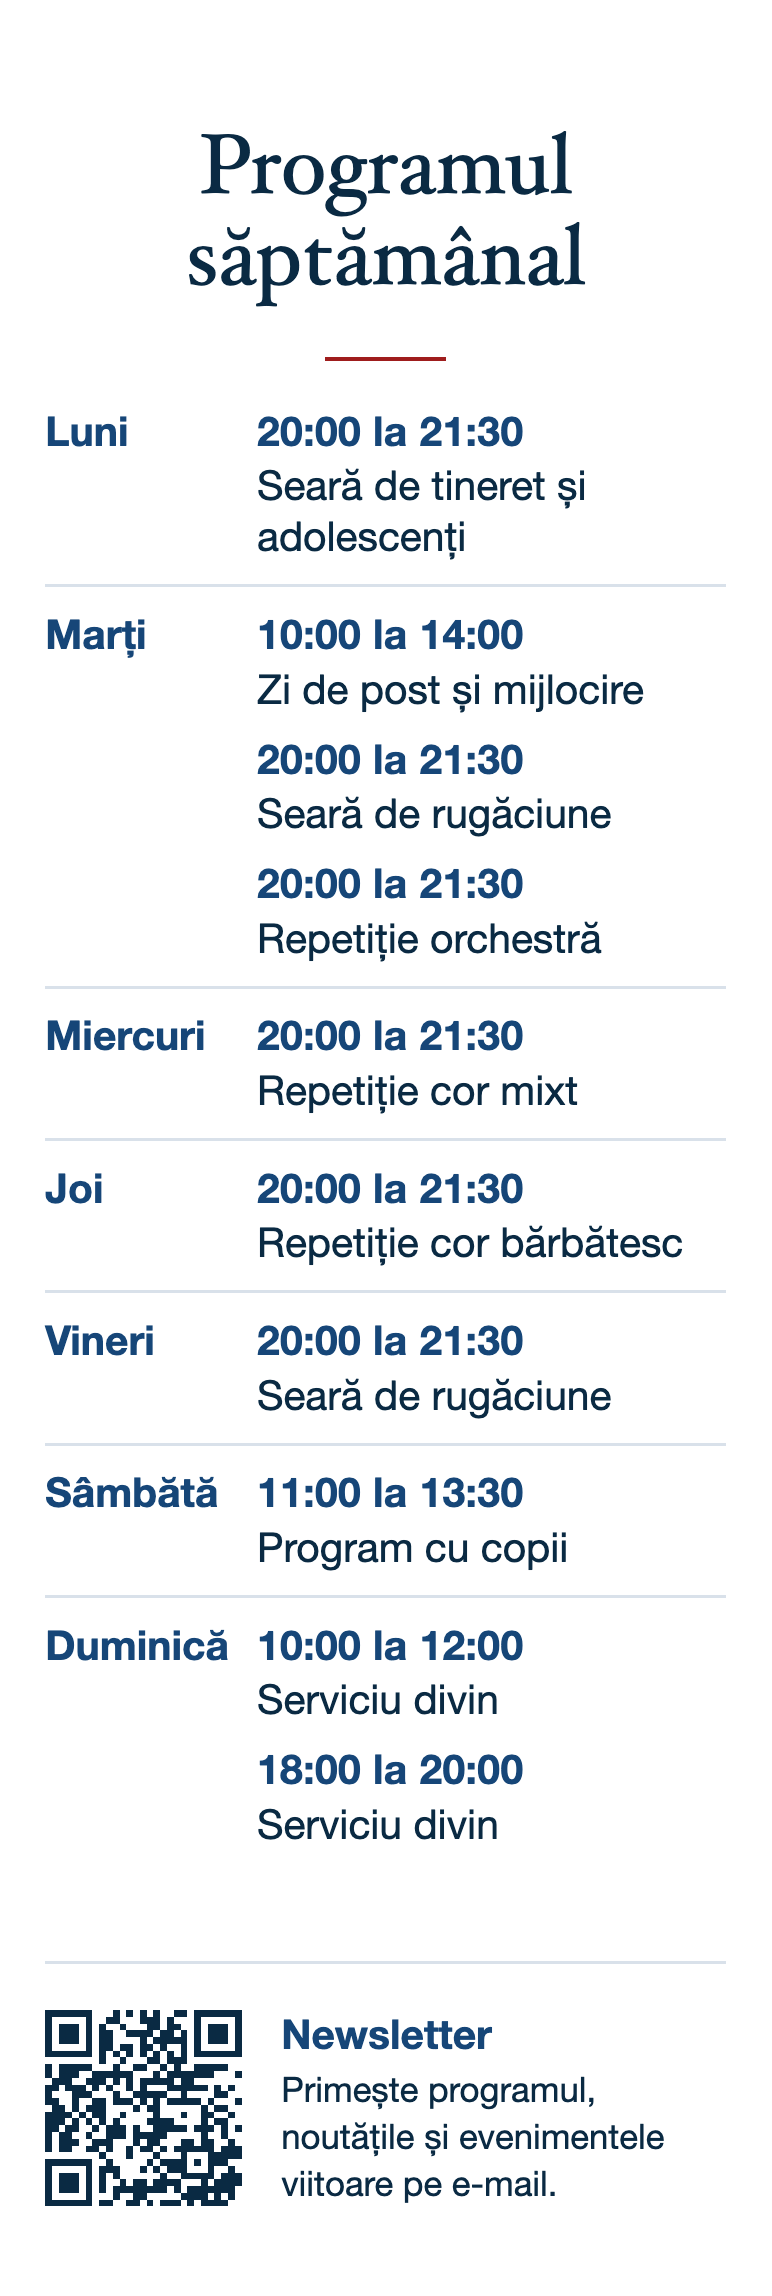 Programul
săptămânal
Luni
20:00 la 21:30
Seară de tineret și
adolescenți
Marți
10:00 la 14:00
Zi de post și mijlocire
20:00 la 21:30
Seară de rugăciune
20:00 la 21:30
Repetiție orchestră
Miercuri
20:00 la 21:30
Repetiție cor mixt
Joi
20:00 la 21:30
Repetiție cor bărbătesc
Vineri
20:00 la 21:30
Seară de rugăciune
Sâmbătă
11:00 la 13:30
Program cu copii
Duminică
10:00 la 12:00
Serviciu divin
18:00 la 20:00
Serviciu divin
Newsletter
Primește programul,
noutățile și evenimentele
viitoare pe e-mail.